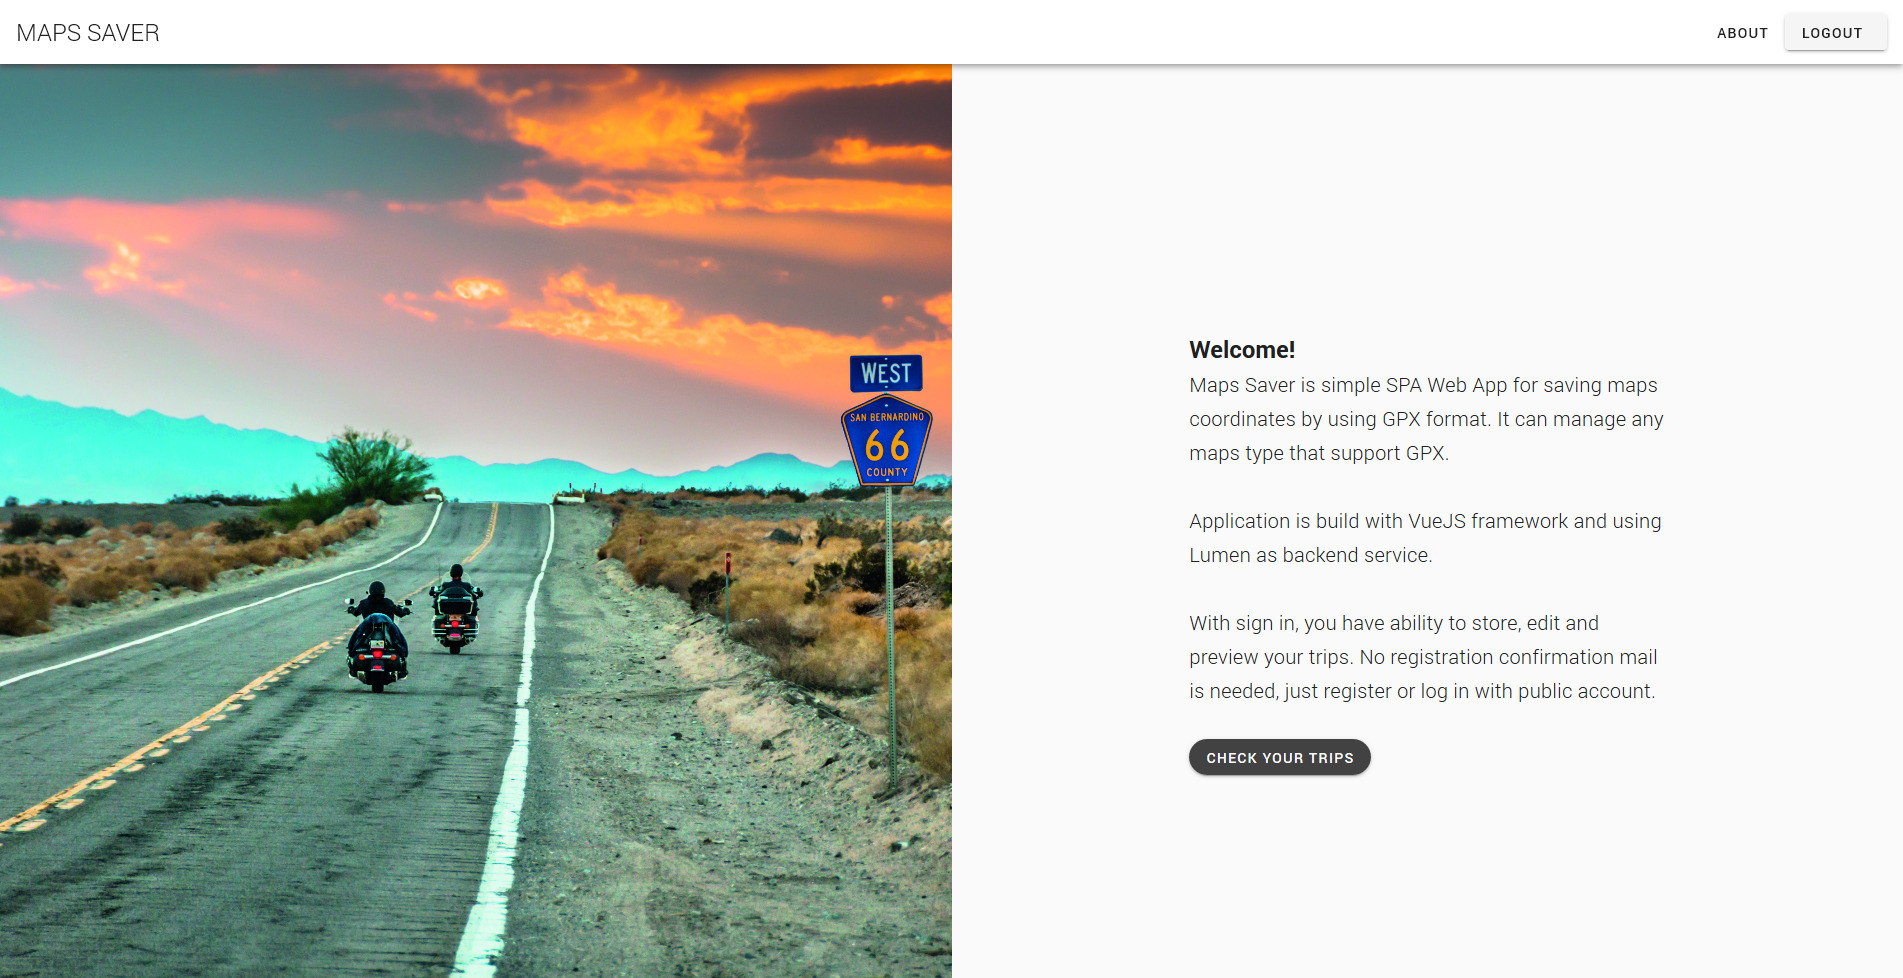 MAPS SAVER
ABOUT
LOGOUT
WEST
SAN BERNARDINO
66
COUNTY
Welcome!
Maps Saver is simple SPA Web App for saving maps
coordinates by using GPX format. It can manage any
maps type that support GPX.
Application is build with VueJS framework and using
Lumen as backend service.
With sign in, you have ability to store, edit and
preview your trips. No registration confirmation mail
is needed, just register or log in with public account.
CHECK YOUR TRIPS